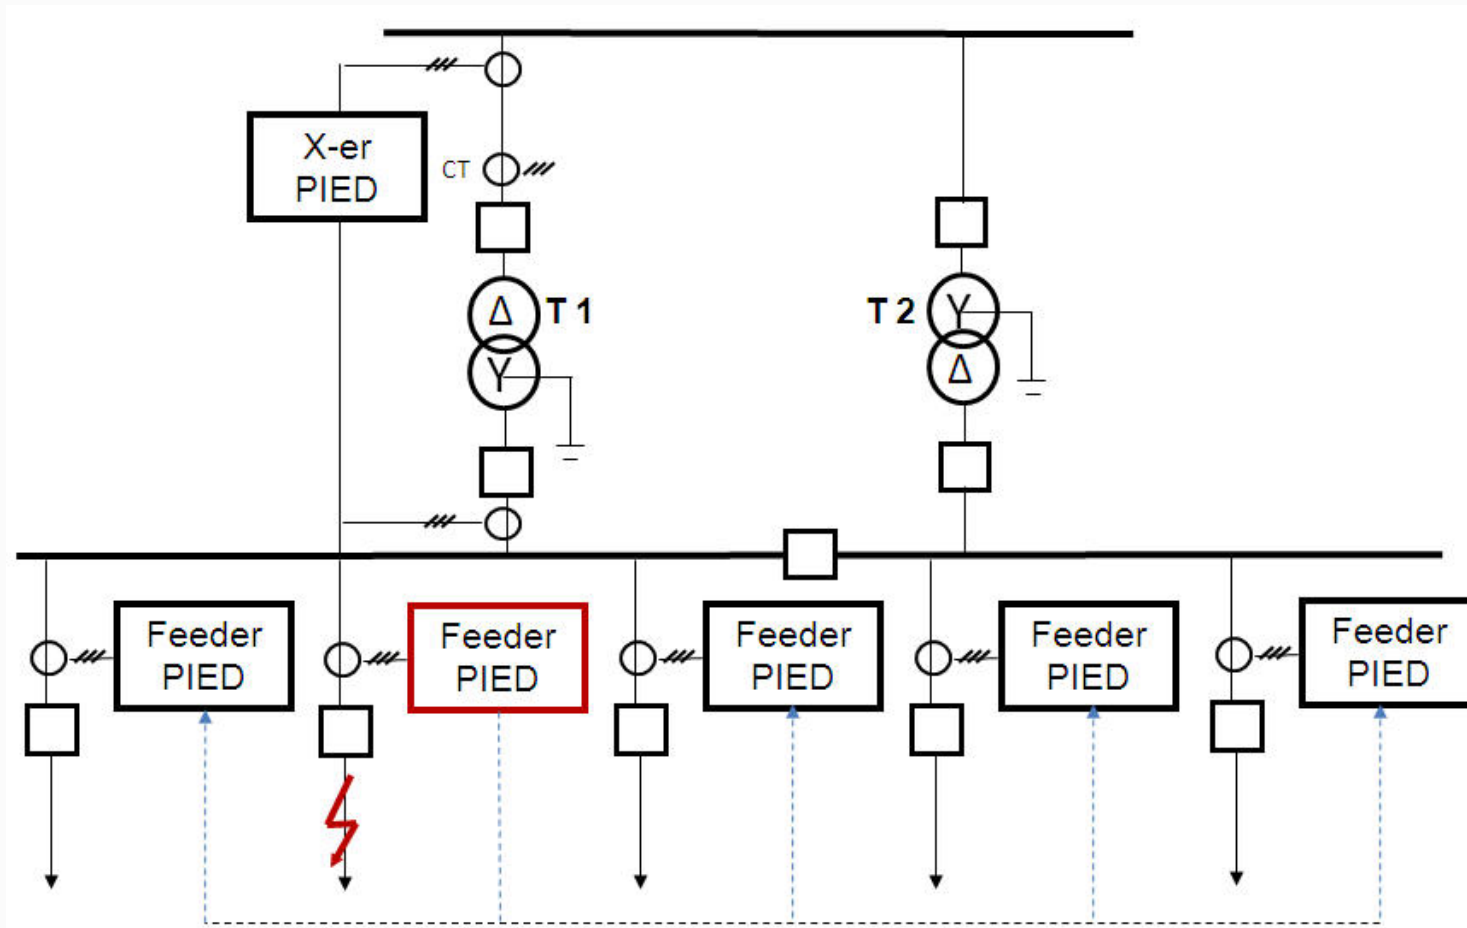 X-er
PIED
CT
Δ
T 1
Y
T 2
Y
Δ
Feeder
PIED
Feeder
PIED
Feeder
PIED
Feeder
PIED
Feeder
PIED